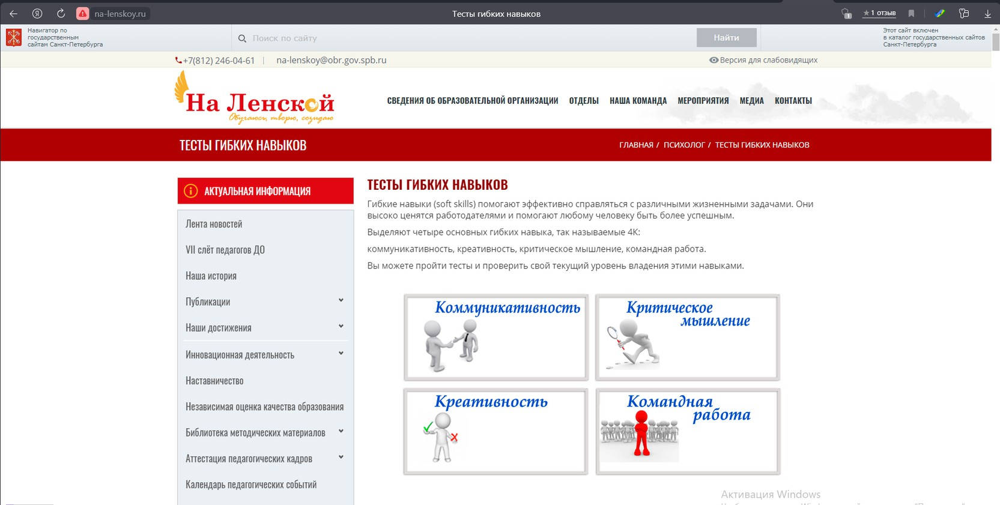 na-lenskoy.ru
Тесты гибких навыков
1
1 отзыв
Навигатор по
государственным
сайтам Санкт-Петербурга
Поиск по сайту
Найти
Этот сайт включен
в каталог государственных сайтов
Санкт-Петербурга
+7(812) 246-04-61 | na-lenskoy@obr.gov.spb.ru
Версия для слабовидящих
На Ленской
Обучаюсь, творю, созидаю
СВЕДЕНИЯ ОБ ОБРАЗОВАТЕЛЬНОЙ ОРГАНИЗАЦИИ ОТДЕЛЫ НАША КОМАНДА МЕРОПРИЯТИЯ МЕДИА КОНТАКТЫ
ТЕСТЫ ГИБКИХ НАВЫКОВ
ГЛАВНАЯ / ПСИХОЛОГ / ТЕСТЫ ГИБКИХ НАВЫКОВ
АКТУАЛЬНАЯ ИНФОРМАЦИЯ
Лента новостей
VII слёт педагогов ДО
Наша история
Публикации
Наши достижения
Инновационная деятельность
Наставничество
Независимая оценка качества образования
Библиотека методических материалов
Аттестация педагогических кадров
Календарь педагогических событий
ТЕСТЫ ГИБКИХ НАВЫКОВ
Гибкие навыки (soft skills) помогают эффективно справляться с различными жизненными задачами. Они
высоко ценятся работодателями и помогают любому человеку быть более успешным.
Выделяют четыре основных гибких навыка, так называемые 4К:
коммуникативность, креативность, критическое мышление, командная работа.
Вы можете пройти тесты и проверить свой текущий уровень владения этими навыками.
Коммуникативность
Критическое
мышление
Креативность
Командная
работа
Активация Windows